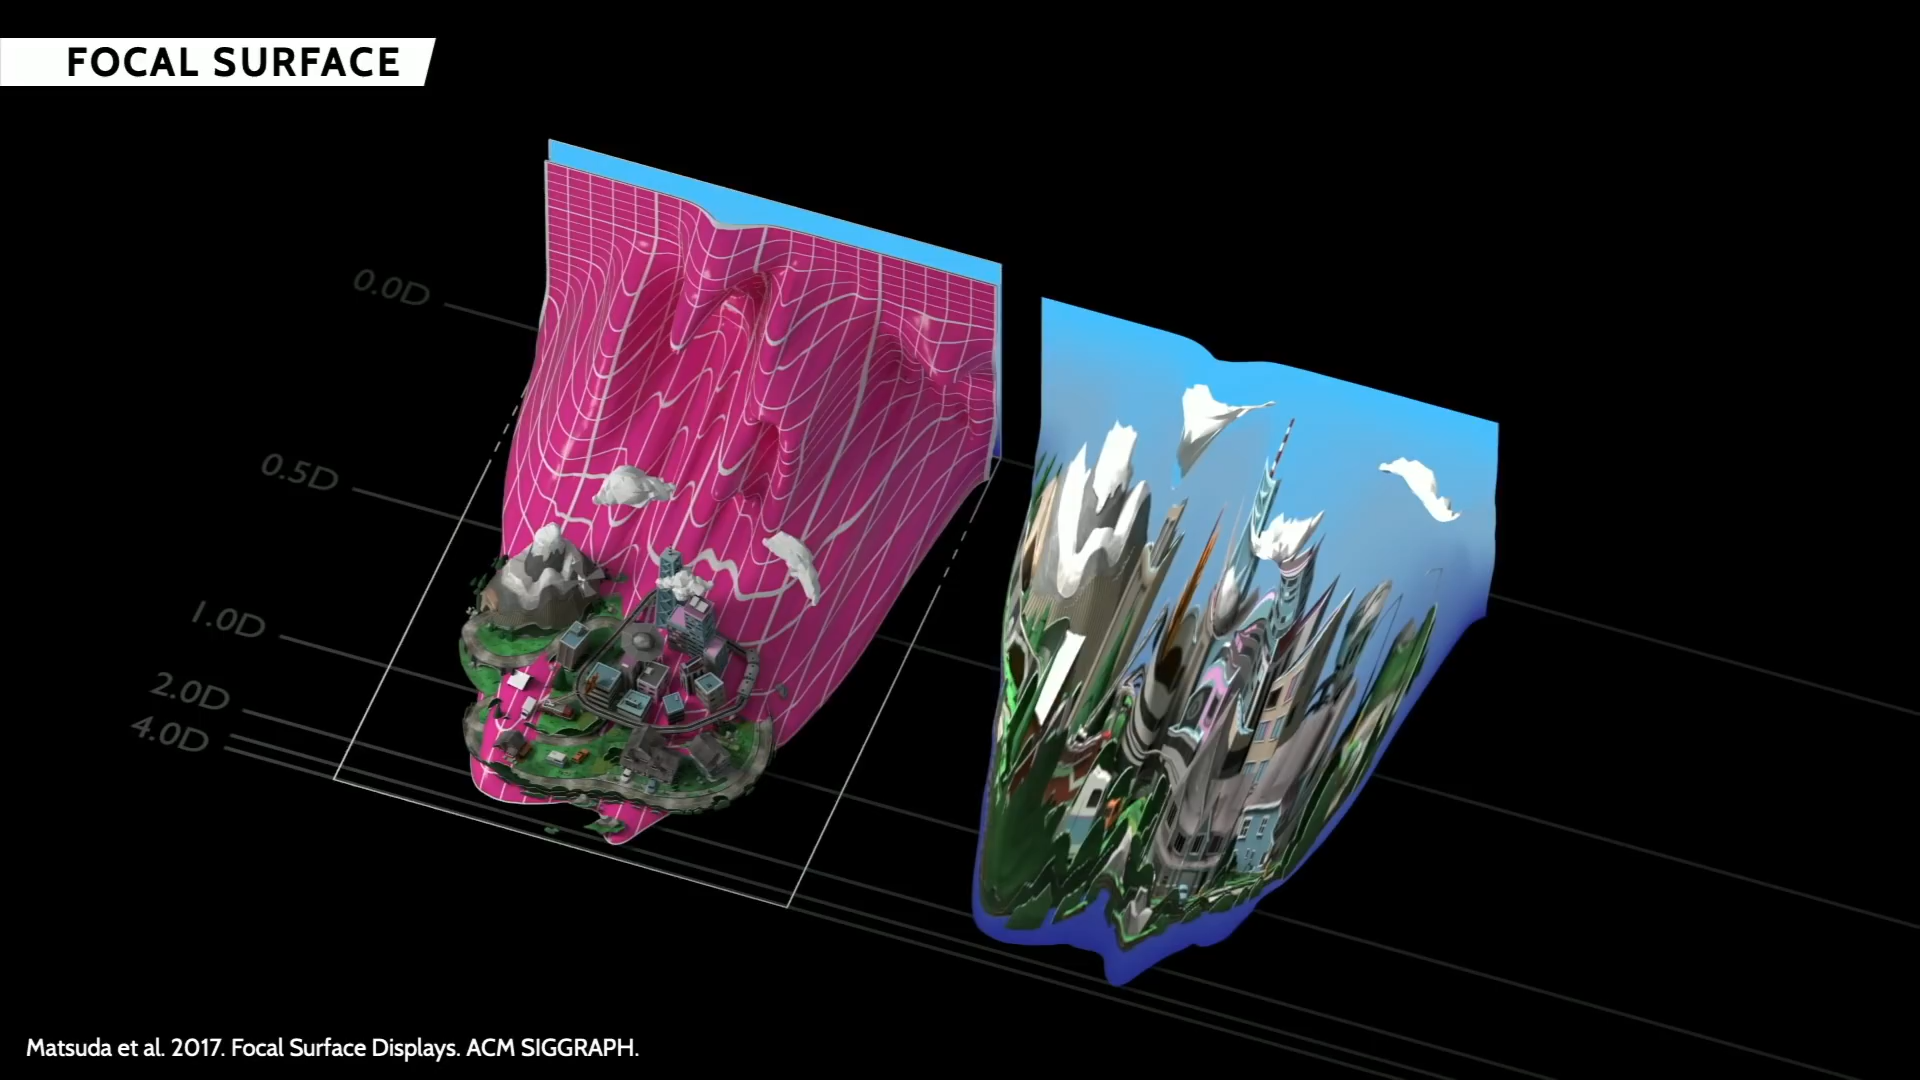 FOCAL SURFACE
0.0D
0.5D
1.0D
2.0D
4.0D
Matsuda et al. 2017. Focal Surface Displays. ACM SIGGRAPH.